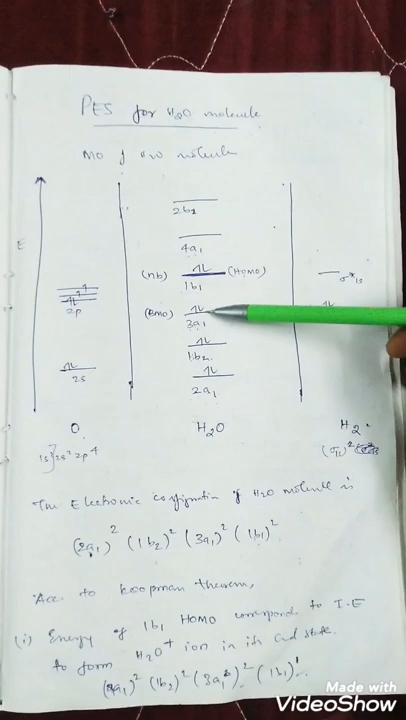 PES for H2O molecule
MO of H2O molecule
2b2
E
4a1
(nb) (HOMO)
σ*1s
1b1
2p
(BMO)
3a1
1b2
2s
2a1
O H2O H2
1s² 2s² 2p⁴
The Electronic configuration of H2O molecule is
(2a1)² (1b2)² (3a1)² (1b1)²
Acc. to koopman theorem,
(i) Energy of 1b1 HOMO correspond to I.E
to form H2O+ ion in its Gd state.
(2a1)² (1b2)² (3a1)² (1b1)¹
Made with
VideoShow